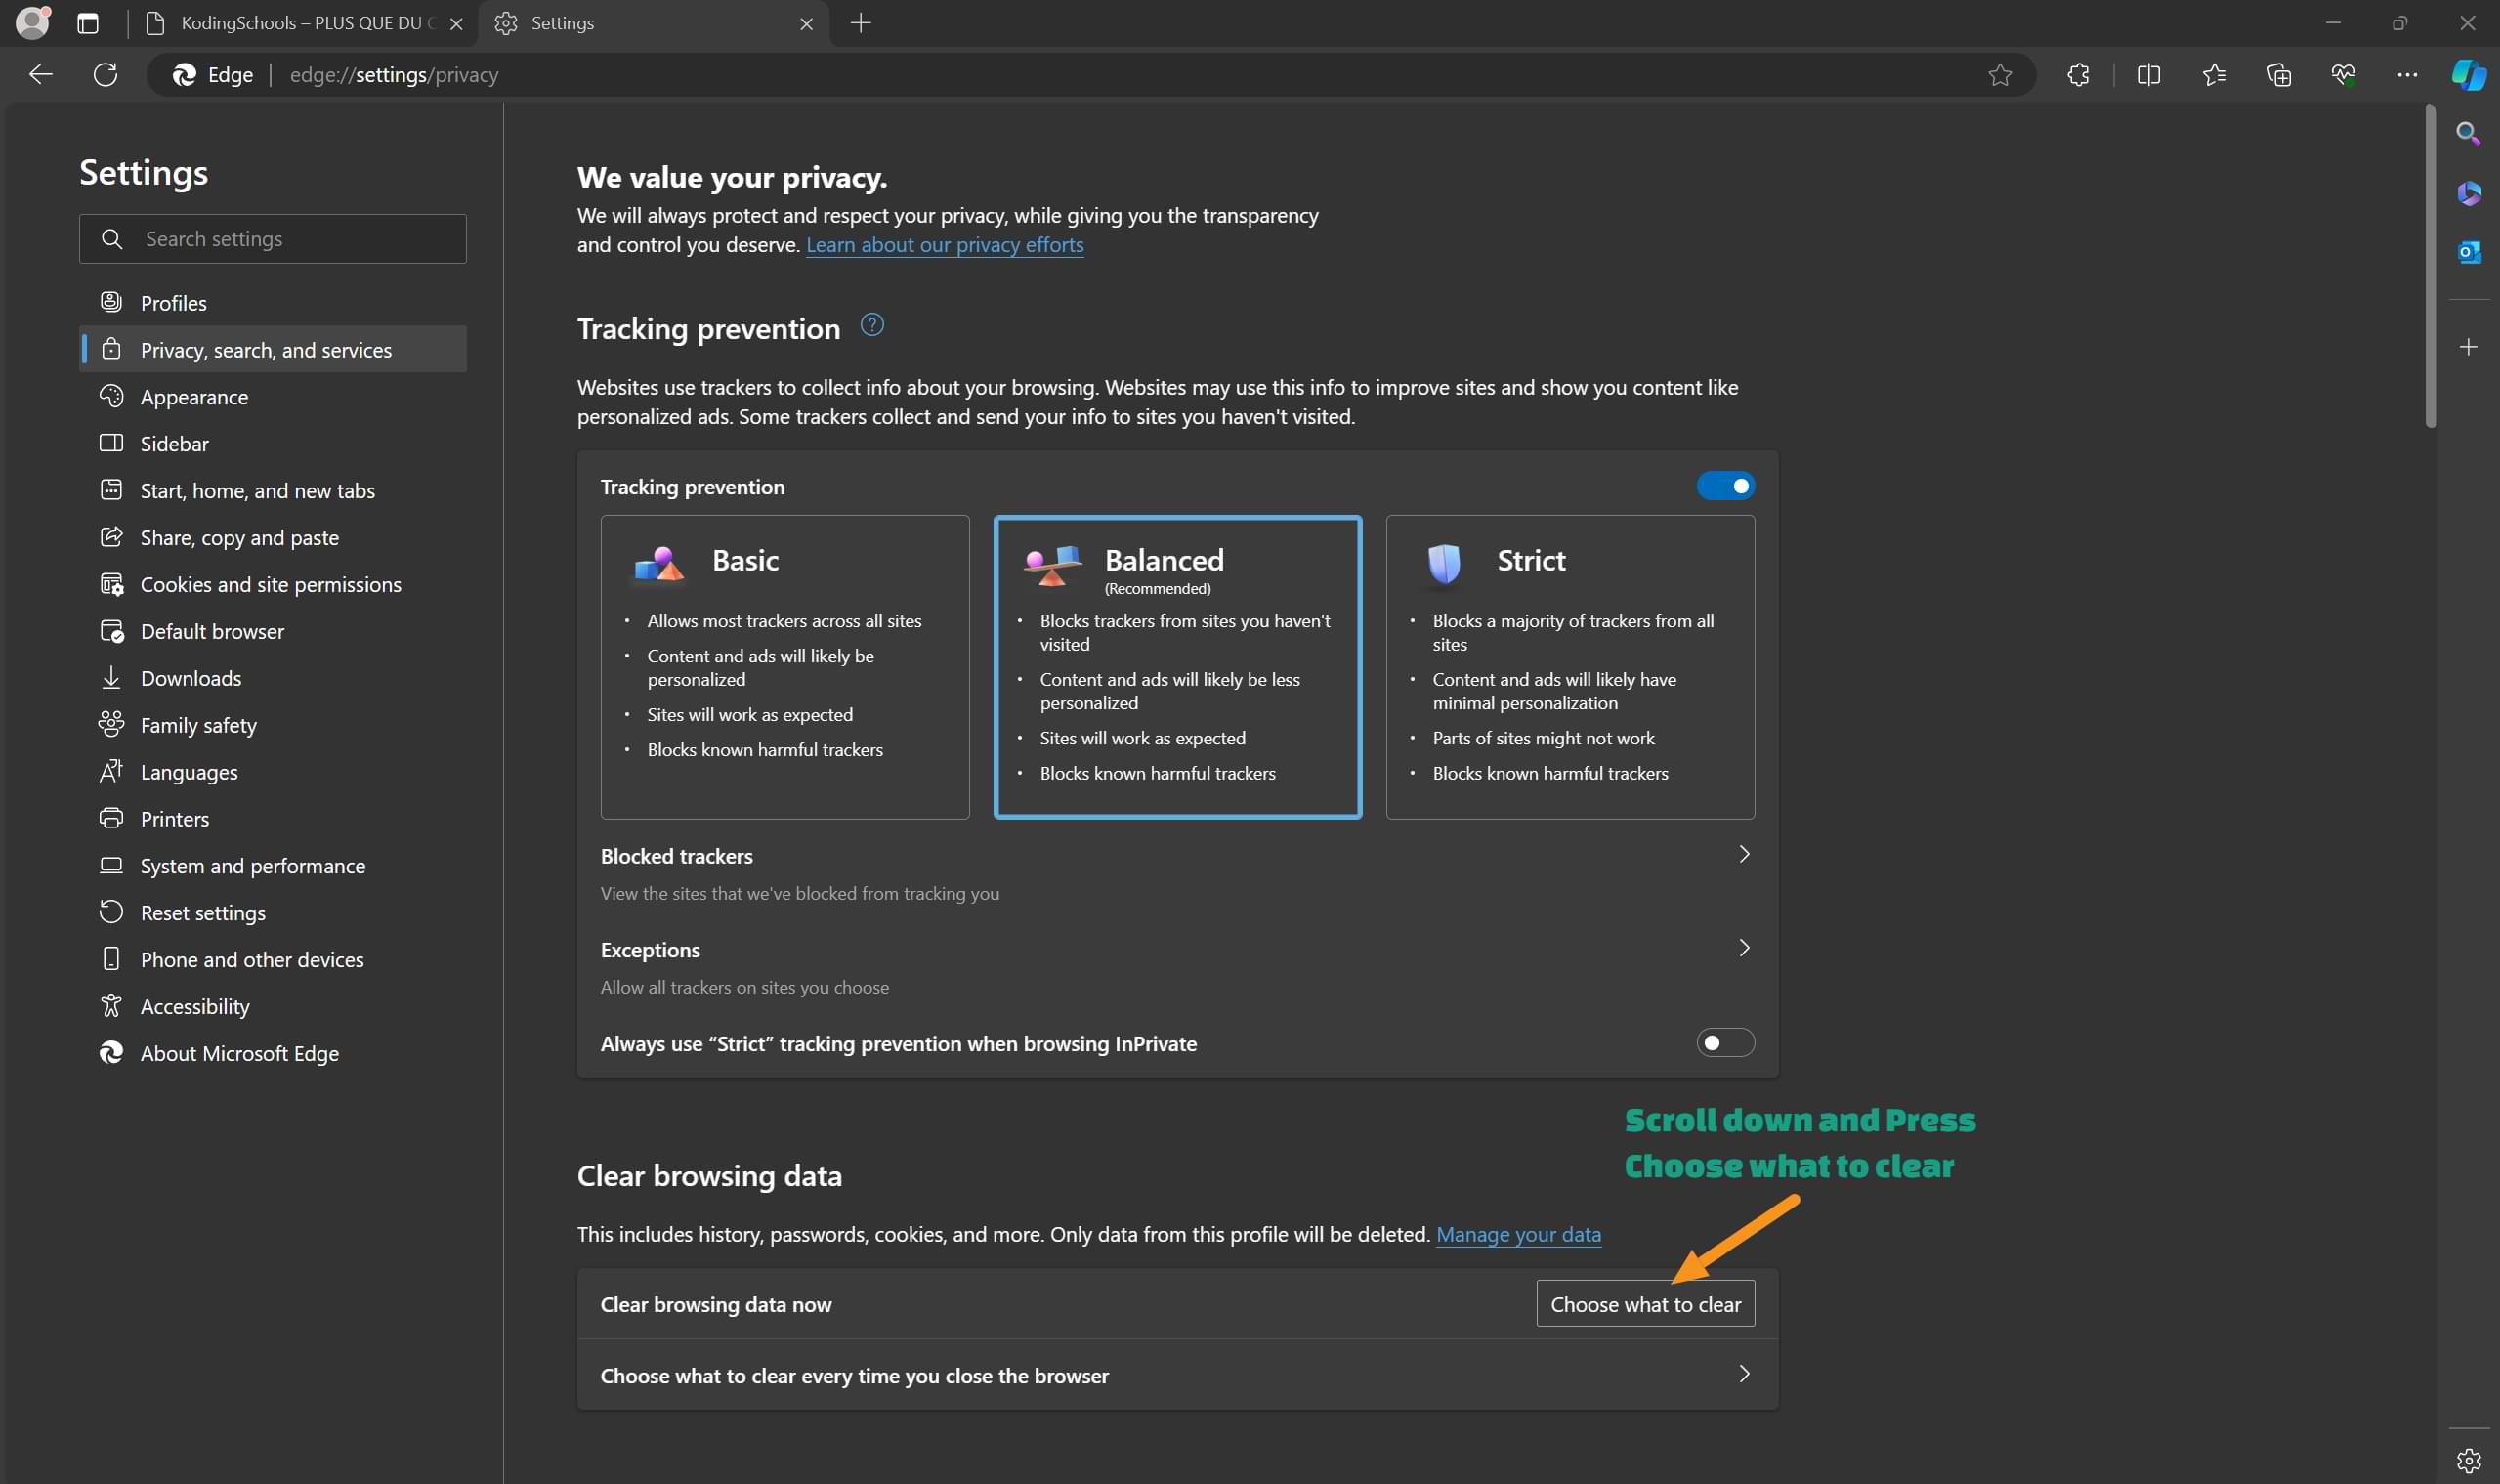 KodingSchools – PLUS QUE DU
Settings
Edge
edge://settings/privacy
Settings
Search settings
Profiles
Privacy, search, and services
Appearance
Sidebar
Start, home, and new tabs
Share, copy and paste
Cookies and site permissions
Default browser
Downloads
Family safety
Languages
Printers
System and performance
Reset settings
Phone and other devices
Accessibility
About Microsoft Edge
We value your privacy.
We will always protect and respect your privacy, while giving you the transparency
and control you deserve. Learn about our privacy efforts
Tracking prevention
Websites use trackers to collect info about your browsing. Websites may use this info to improve sites and show you content like
personalized ads. Some trackers collect and send your info to sites you haven't visited.
Tracking prevention
Basic
• Allows most trackers across all sites
• Content and ads will likely be
personalized
• Sites will work as expected
• Blocks known harmful trackers
Balanced
(Recommended)
• Blocks trackers from sites you haven't
visited
• Content and ads will likely be less
personalized
• Sites will work as expected
• Blocks known harmful trackers
Strict
• Blocks a majority of trackers from all
sites
• Content and ads will likely have
minimal personalization
• Parts of sites might not work
• Blocks known harmful trackers
Blocked trackers
View the sites that we've blocked from tracking you
Exceptions
Allow all trackers on sites you choose
Always use “Strict” tracking prevention when browsing InPrivate
Scroll down and Press
Choose what to clear
Clear browsing data
This includes history, passwords, cookies, and more. Only data from this profile will be deleted. Manage your data
Clear browsing data now
Choose what to clear
Choose what to clear every time you close the browser